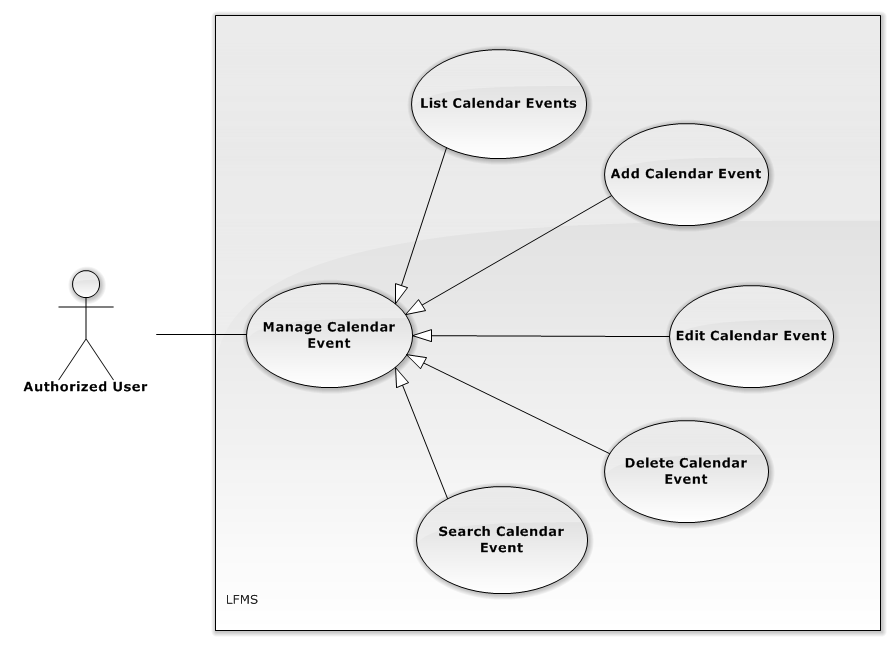 List Calendar Events
Add Calendar Event
Manage Calendar
Event
Edit Calendar Event
Authorized User
Delete Calendar
Event
Search Calendar
Event
LFMS